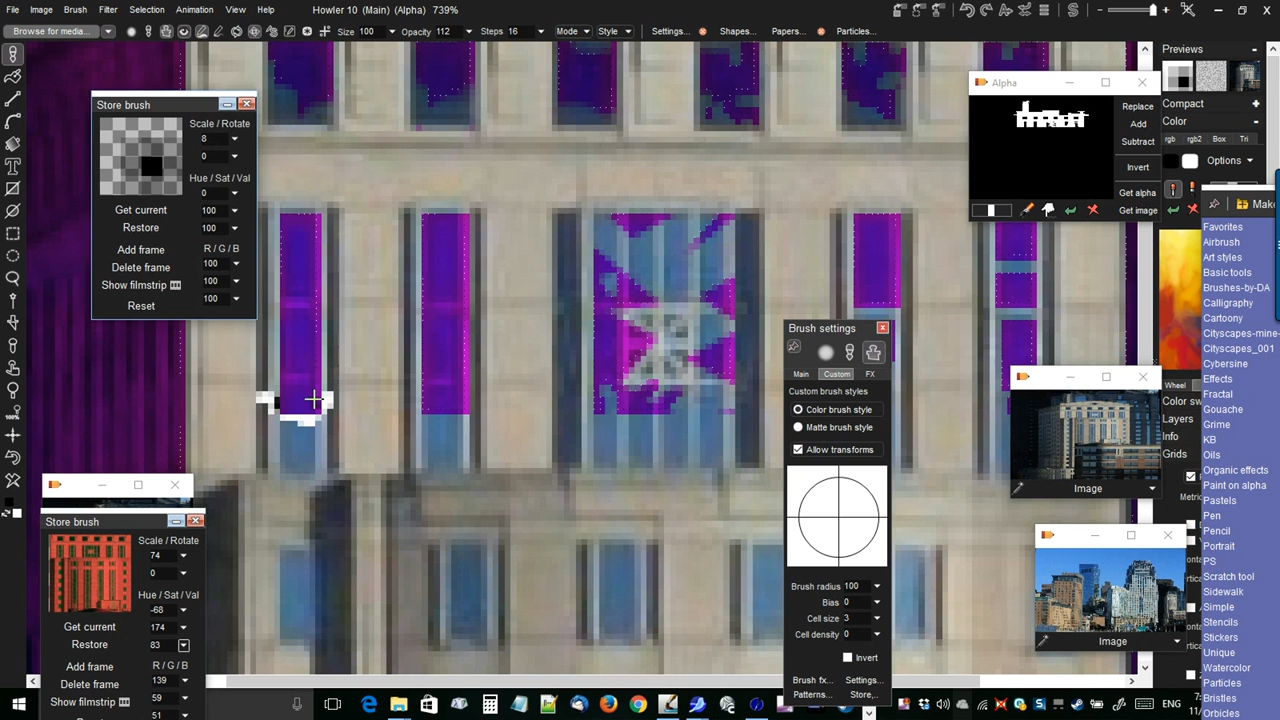 File Image Brush Filter Selection Animation View Help Howler 10 (Main) (Alpha) 739%
Browse for media... Size 100 Opacity 112 Steps 16 Mode Style Settings... Shapes... Papers... Particles...
Previews
Compact
Color
rgb rgb2 Box Tri
Options
Alpha
Replace
Add
Subtract
Invert
Get alpha
Get image
Store brush
Scale / Rotate
8
0
Hue / Sat / Val
0
Get current 100
Restore 100
Add frame R / G / B
Delete frame 100
Show filmstrip 100
Reset 100
Favorites
Airbrush
Art styles
Basic tools
Brushes-by-DA
Calligraphy
Cartoony
Cityscapes-mine-
Cityscapes_001
Cybersine
Effects
Fractal
Gouache
Grime
KB
Oils
Organic effects
Paint on alpha
Pastels
Pen
Pencil
Portrait
PS
Scratch tool
Sidewalk
Simple
Stencils
Stickers
Unique
Watercolor
Particles
Bristles
Orbicles
Wheel
Color sw
Layers
Info
Grids
Brush settings
Main Custom FX
Custom brush styles
Color brush style
Matte brush style
Allow transforms
Brush radius 100
Bias 0
Cell size 3
Cell density 0
Invert
Brush fx... Settings...
Patterns... Store,..
Image
Image
Store brush
Scale / Rotate
74
0
Hue / Sat / Val
-68
Get current 174
Restore 83
Add frame R / G / B
Delete frame 139
Show filmstrip 59
51
100%
ENG